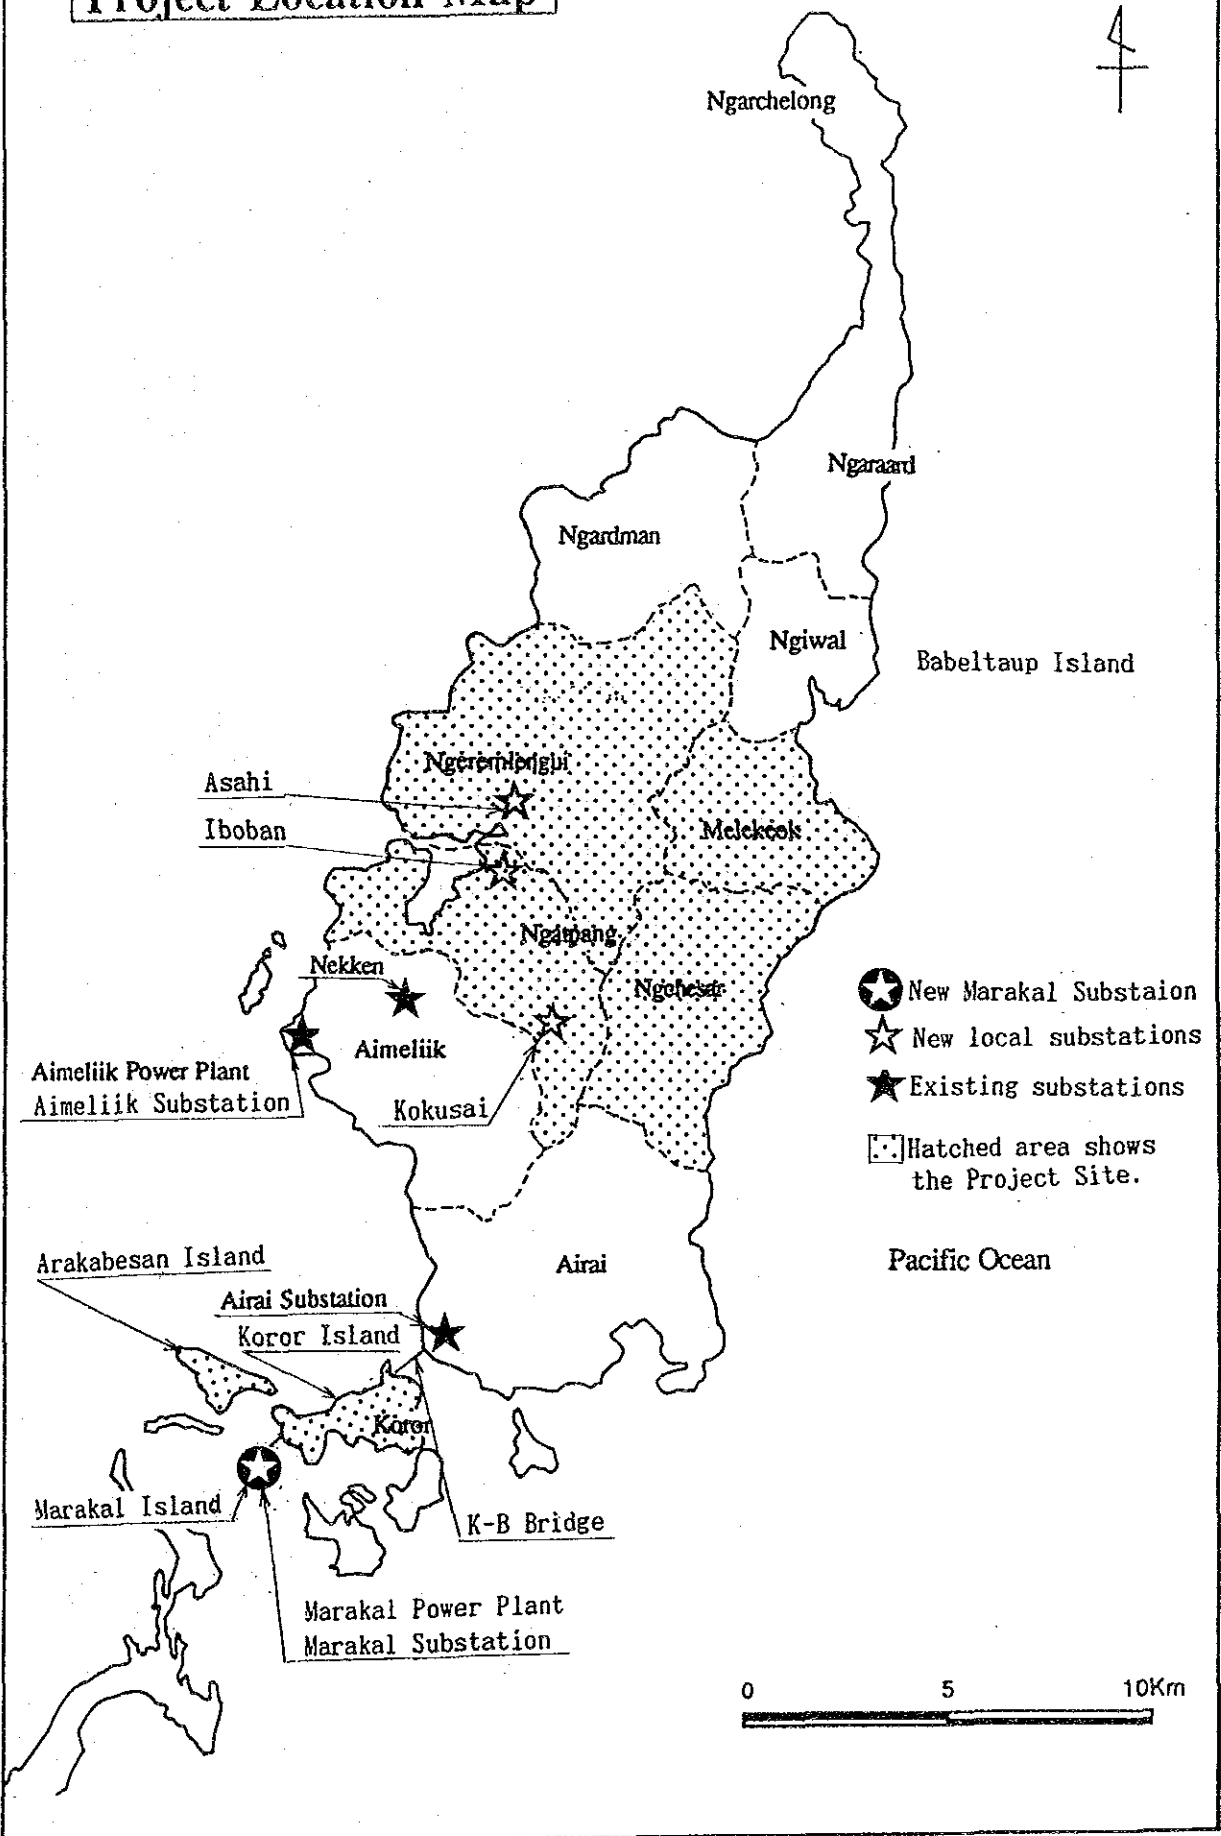 Project Location Map
Ngarchelong
Ngaraard
Ngardman
Ngiwal
Babeltaup Island
Ngeremlengui
Asahi
Iboban
Melekeok
Ngatpang
Nekken
Ngchesar
New Marakal Substaion
New local substations
Aimeliik
Aimeliik Power Plant
Aimeliik Substation
Kokusai
Existing substations
Hatched area shows
the Project Site.
Arakabesan Island
Airai
Pacific Ocean
Airai Substation
Koror Island
Koror
Marakal Island
K-B Bridge
Marakal Power Plant
Marakal Substation
0 5 10Km